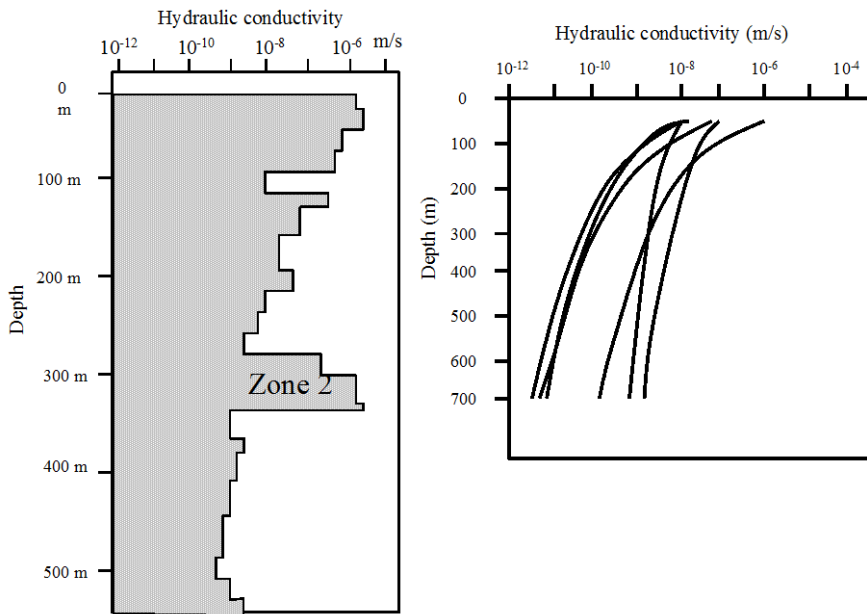 Hydraulic conductivity
10-12 10-10 10-8 10-6 m/s
0
m
100 m
200 m
300 m
400 m
500 m
Depth
Zone 2
Hydraulic conductivity (m/s)
10-12 10-10 10-8 10-6 10-4
0
100
200
300
400
500
600
700
Depth (m)